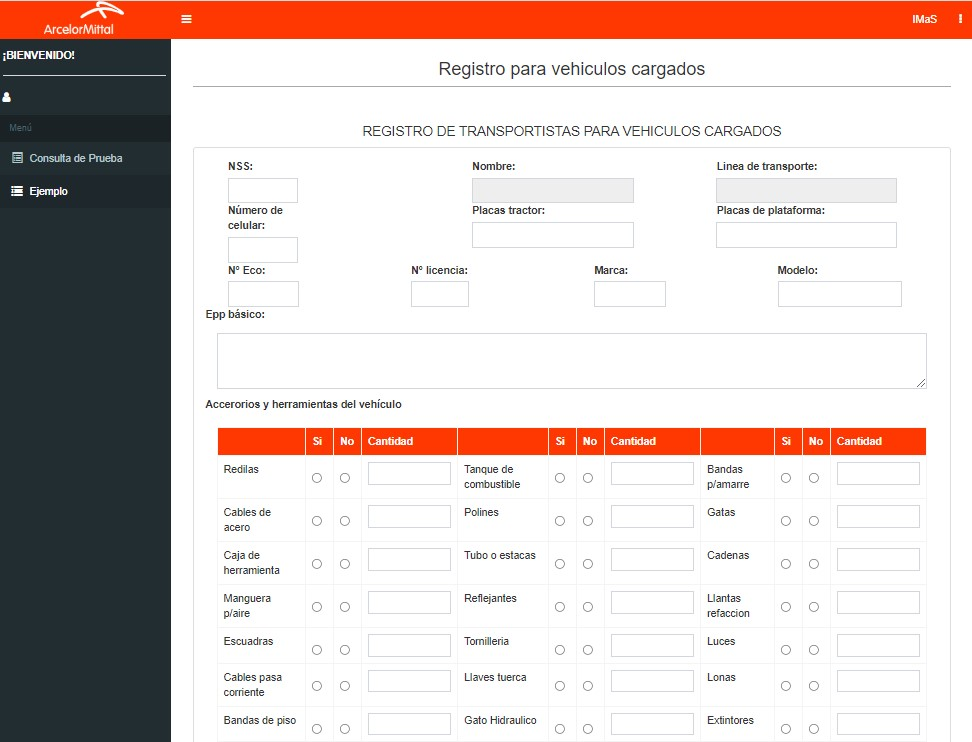 ArcelorMittal
IMaS
¡BIENVENIDO!
Menú
Consulta de Prueba
Ejemplo
Registro para vehiculos cargados
REGISTRO DE TRANSPORTISTAS PARA VEHICULOS CARGADOS
NSS: Nombre: Linea de transporte:
Número de celular: Placas tractor: Placas de plataforma:
N° Eco: N° licencia: Marca: Modelo:
Epp básico:
Accerorios y herramientas del vehículo
Si No Cantidad Si No Cantidad Si No Cantidad
Redilas Tanque de combustible Bandas p/amarre
Cables de acero Polines Gatas
Caja de herramienta Tubo o estacas Cadenas
Manguera p/aire Reflejantes Llantas refaccion
Escuadras Tornilleria Luces
Cables pasa corriente Llaves tuerca Lonas
Bandas de piso Gato Hidraulico Extintores